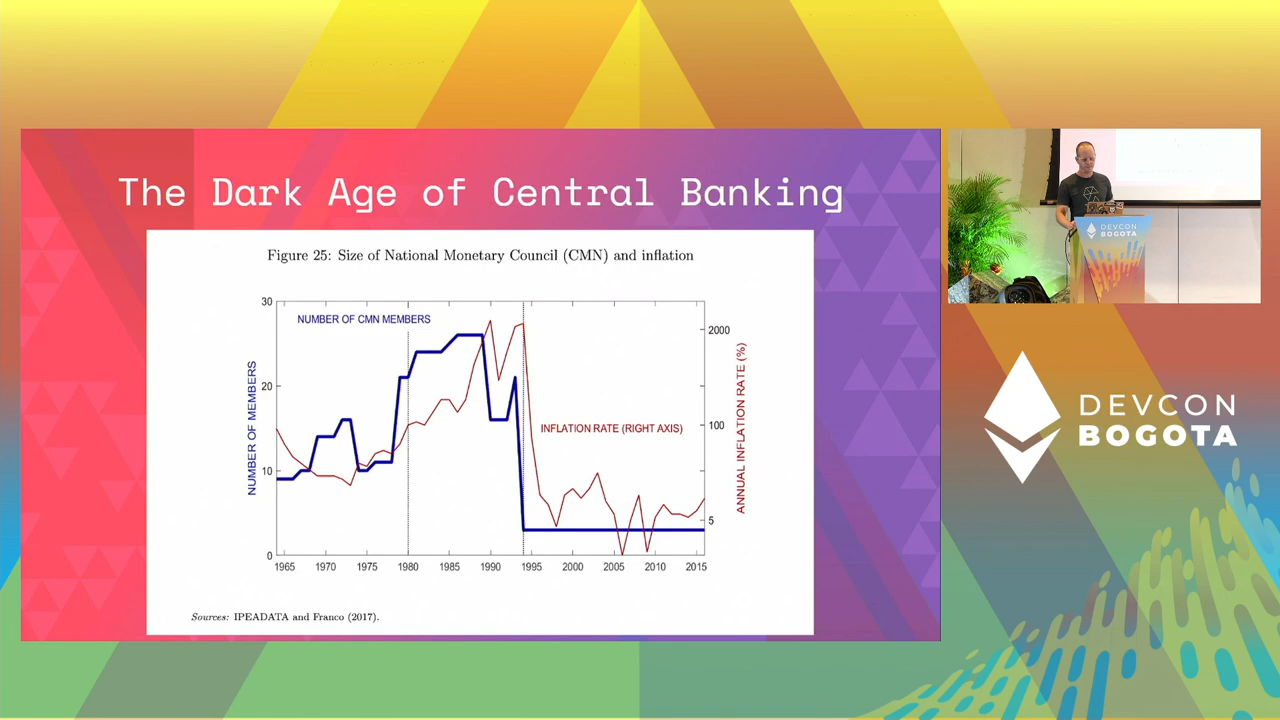 The Dark Age of Central Banking
Figure 25: Size of National Monetary Council (CMN) and inflation
30
20
10
0
NUMBER OF MEMBERS
NUMBER OF CMN MEMBERS
INFLATION RATE (RIGHT AXIS)
2000
100
5
ANNUAL INFLATION RATE (%)
1965 1970 1975 1980 1985 1990 1995 2000 2005 2010 2015
Sources: IPEADATA and Franco (2017).
DEVCON
BOGOTA
DEVCON
BOGOTA